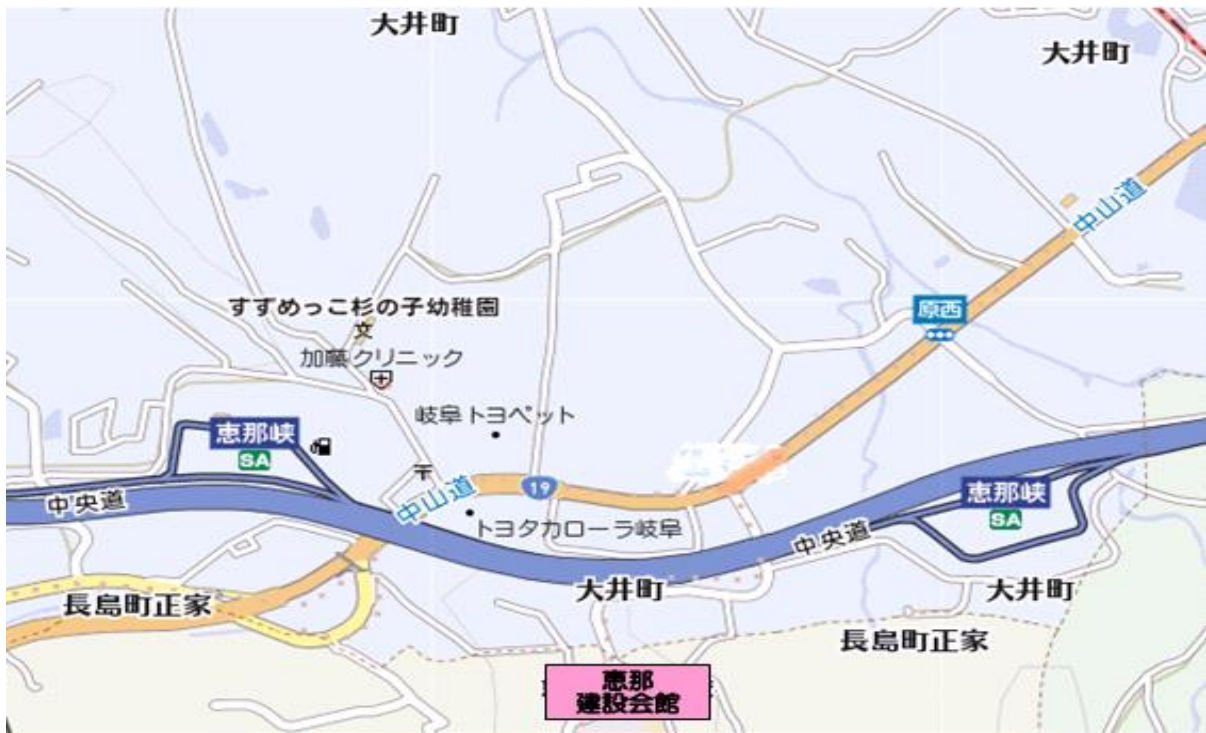 大井町
大井町
中山道
すずめっこ杉の子幼稚園
文
原西
加藤クリニック
岐阜トヨペット
恵那峡
SA
〒
中山道
19
恵那峡
SA
中央道
トヨタカローラ岐阜
中央道
大井町
大井町
長島町正家
長島町正家
恵那
建設会館